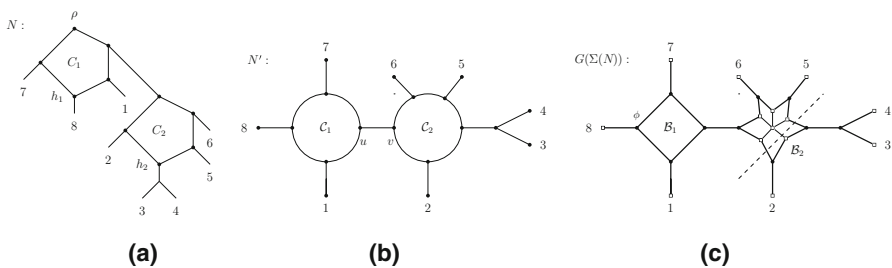 N :
ρ
C₁
7
h₁
8
1
C₂
2
h₂
6
5
3
4
(a)
N′ :
7
8
𝒞₁
u
1
6
5
v
𝒞₂
4
3
2
(b)
G(Σ(N)) :
7
ϕ
8
ℬ₁
1
6
5
4
3
ℬ₂
2
(c)